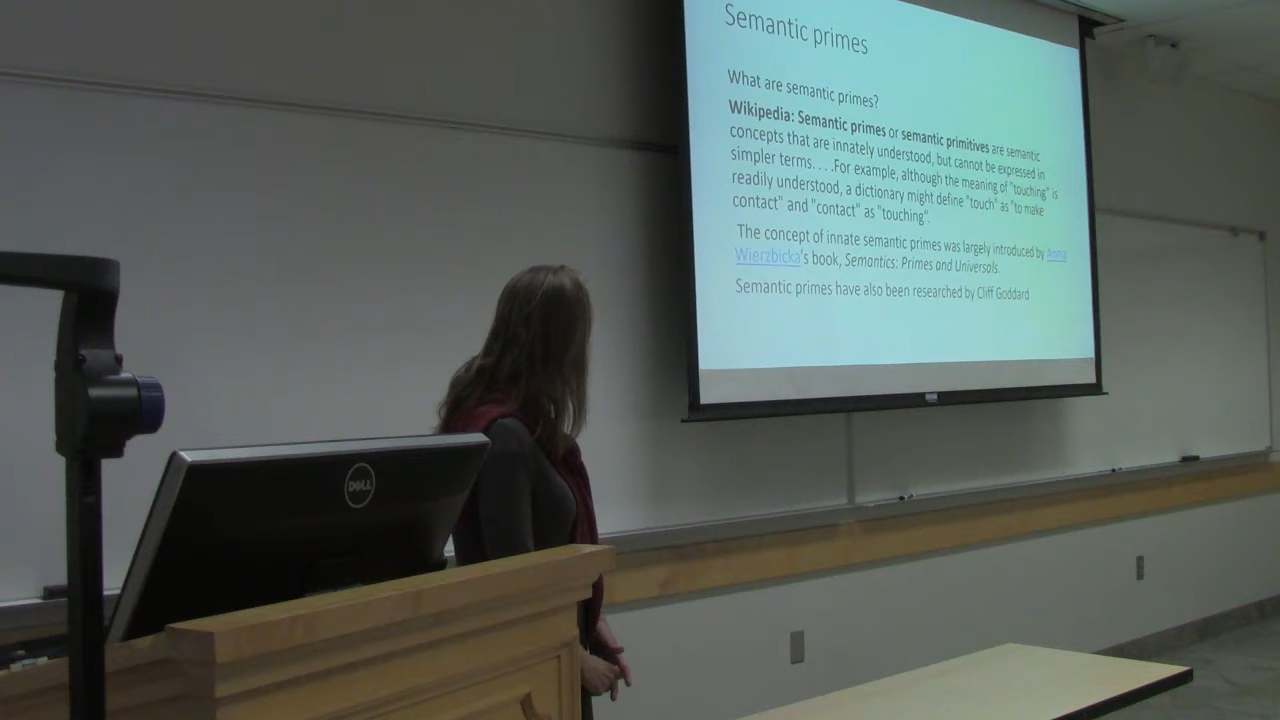 Semantic primes
What are semantic primes?
Wikipedia: Semantic primes or semantic primitives are semantic
concepts that are innately understood, but cannot be expressed in
simpler terms. . . .For example, although the meaning of "touching" is
readily understood, a dictionary might define "touch" as "to make
contact" and "contact" as "touching".
The concept of innate semantic primes was largely introduced by Anna
Wierzbicka's book, Semantics: Primes and Universals.
Semantic primes have also been researched by Cliff Goddard
DELL